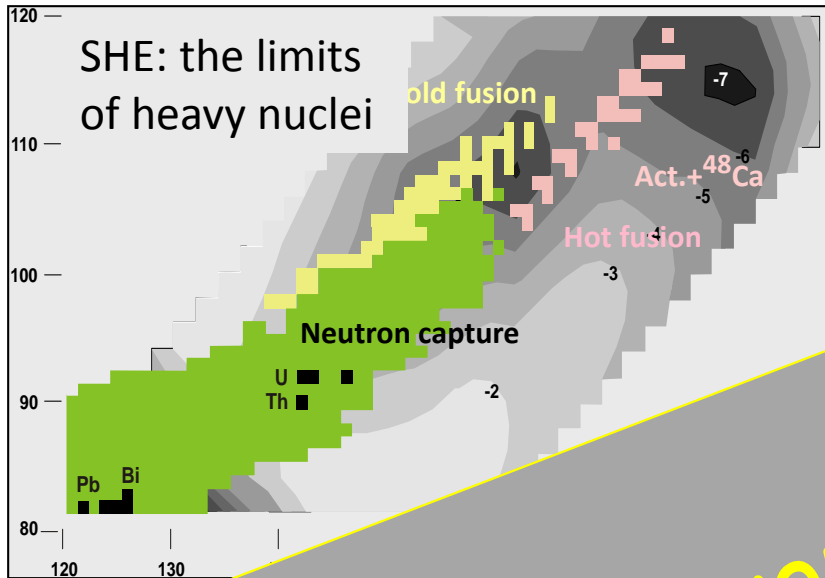 120
SHE: the limits
of heavy nuclei
old fusion
-7
110
-6
Act.+⁴⁸Ca
-5
Hot fusion
-4
100
-3
Neutron capture
U
-2
90
Th
Pb
Bi
80
120
130